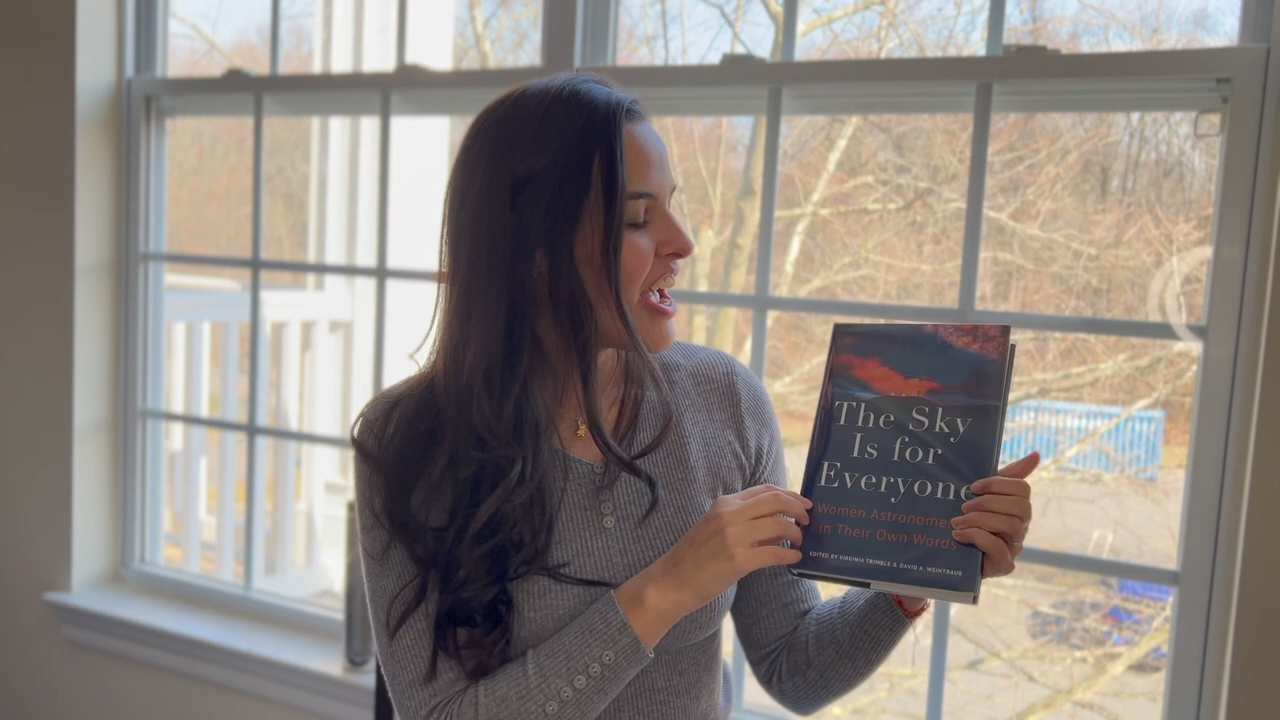 The Sky
Is for
Everyone
Women Astronomers
in Their Own Words
EDITED BY VIRGINIA TRIMBLE & DAVID A. WEINTRAUB